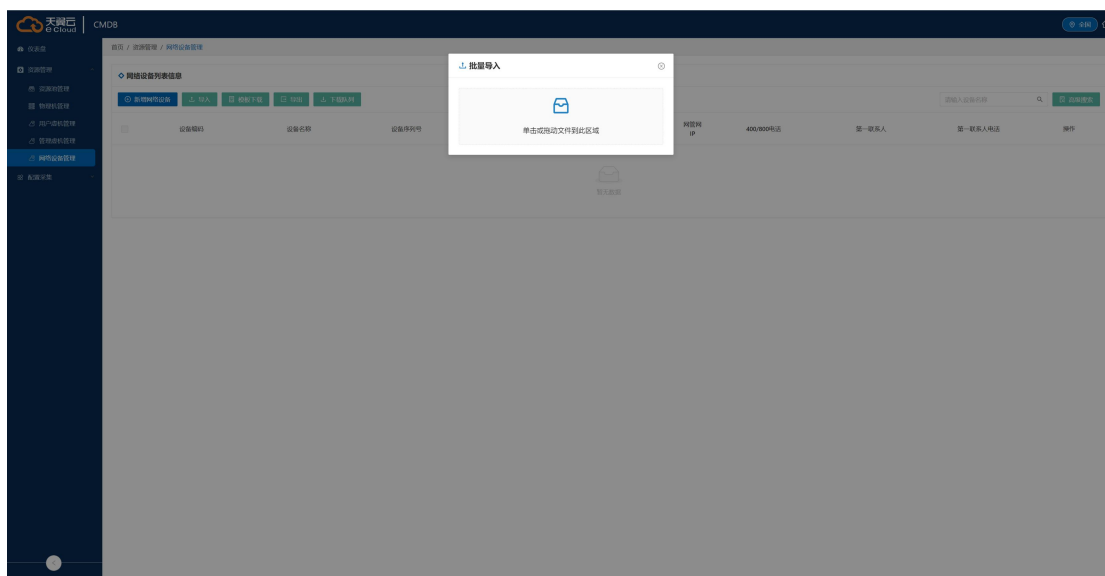 天翼云
e Cloud
CMDB
全国
仪表盘
首页 / 资源管理 / 网络设备管理
资源管理
资源池管理
物理机管理
用户虚机管理
管理虚机管理
网络设备管理
配置采集
网络设备列表信息
新增网络设备
导入
模板下载
导出
下载队列
请输入设备名称
高级搜索
设备编码
设备名称
设备序列号
网管网
IP
400/800电话
第一联系人
第一联系人电话
操作
暂无数据
批量导入
单击或拖动文件到此区域